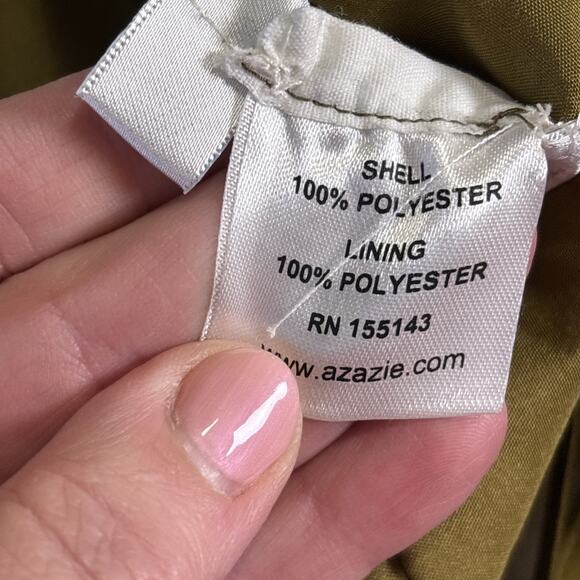 SHELL
100% POLYESTER
LINING
100% POLYESTER
RN 155143
www.azazie.com